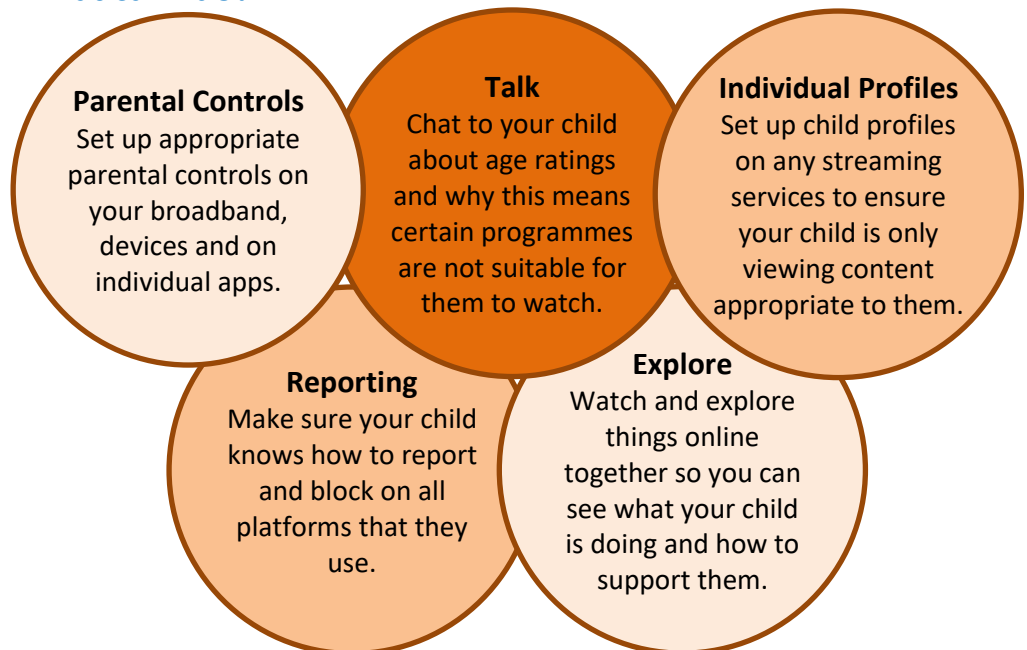 Parental Controls
Set up appropriate
parental controls on
your broadband,
devices and on
individual apps.
Talk
Chat to your child
about age ratings
and why this means
certain programmes
are not suitable for
them to watch.
Individual Profiles
Set up child profiles
on any streaming
services to ensure
your child is only
viewing content
appropriate to them.
Reporting
Make sure your child
knows how to report
and block on all
platforms that they
use.
Explore
Watch and explore
things online
together so you can
see what your child
is doing and how to
support them.